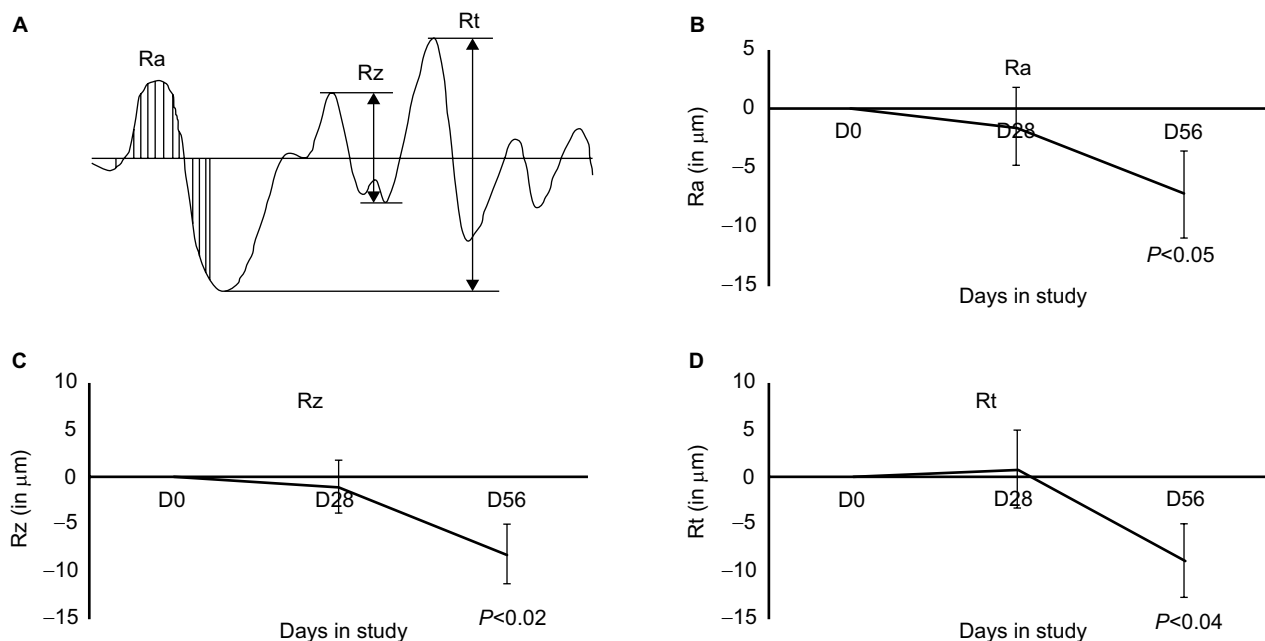 A
Ra
Rz
Rt
B
5
0
−5
−10
−15
Ra (in μm)
Ra
D0
D28
D56
P<0.05
Days in study
C
10
5
0
−5
−10
−15
Rz (in μm)
Rz
D0
D28
D56
P<0.02
Days in study
D
10
5
0
−5
−10
−15
Rt (in μm)
Rt
D0
D28
D56
P<0.04
Days in study